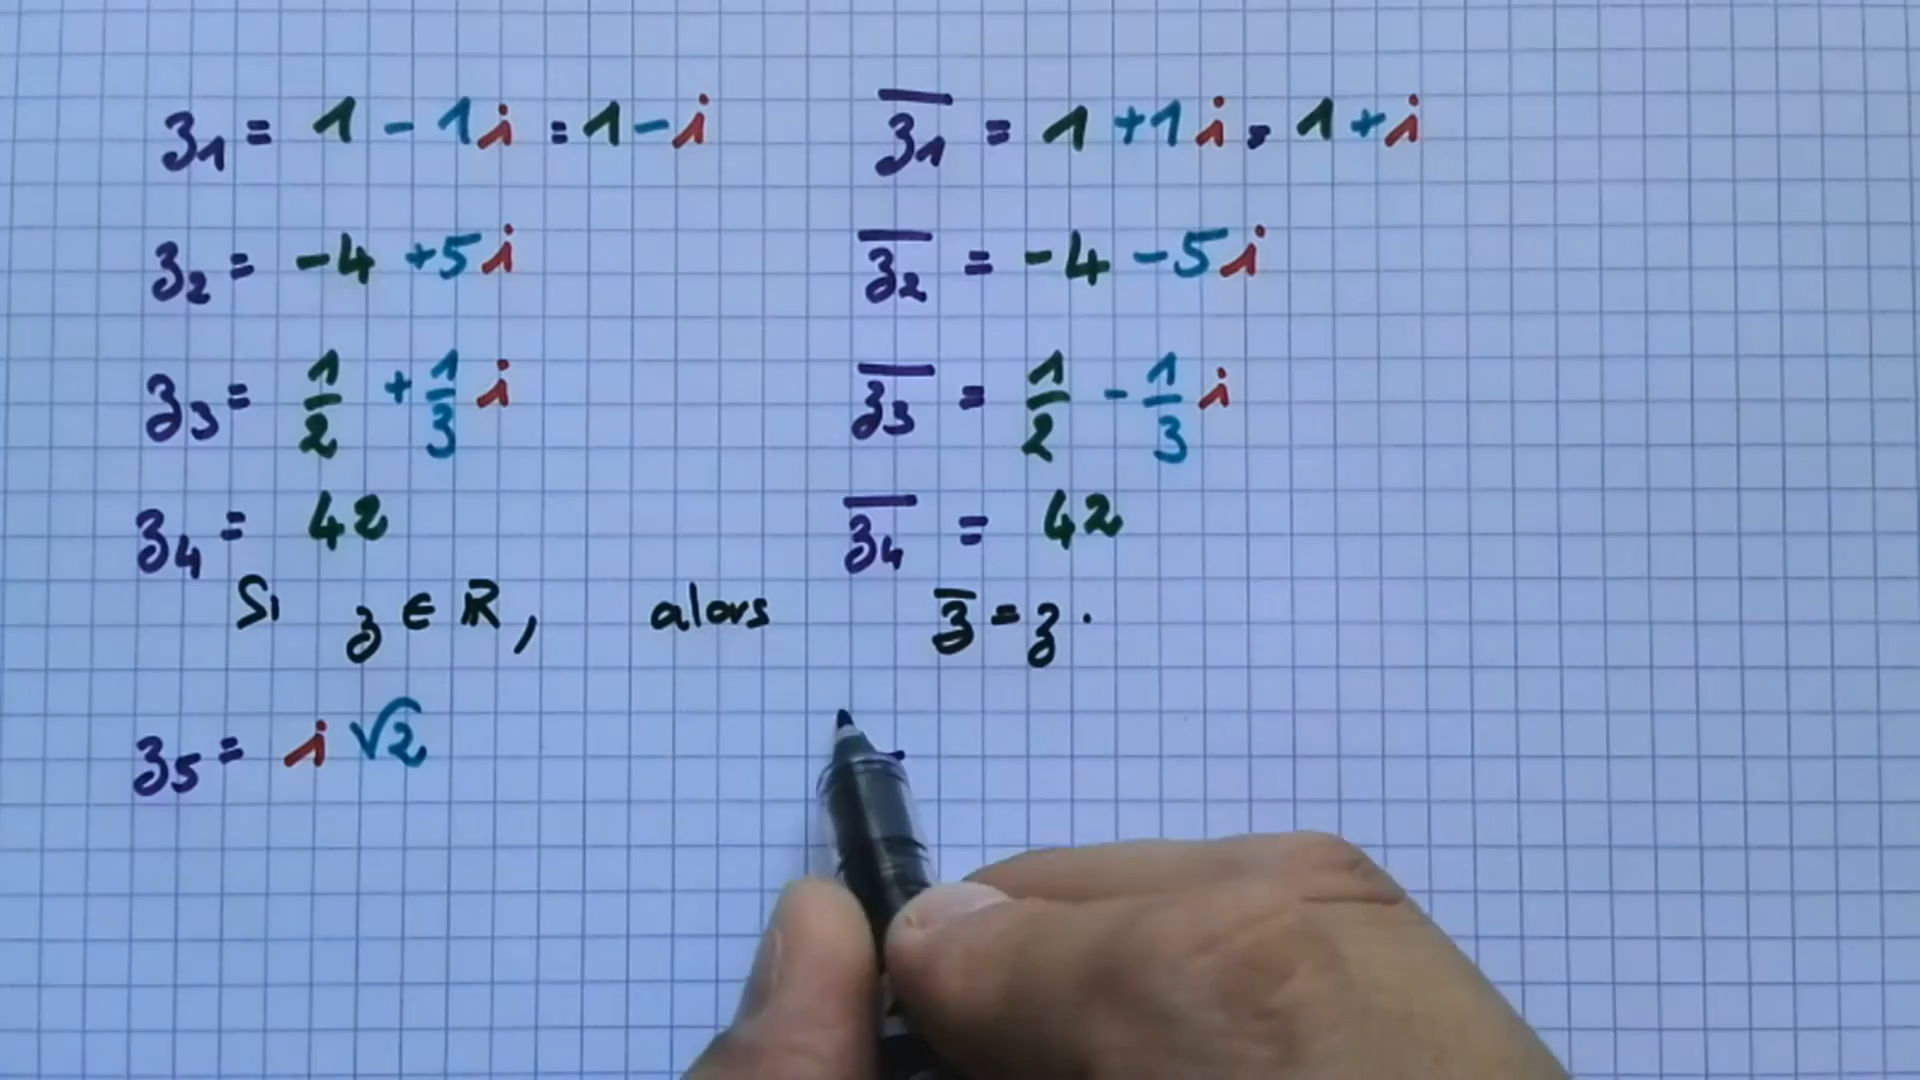 z₁ = 1 - 1i = 1 - i    z̅₁ = 1 + 1i = 1 + i
z₂ = -4 + 5i    z̅₂ = -4 - 5i
z₃ = 1/2 + 1/3 i    z̅₃ = 1/2 - 1/3 i
z₄ = 42    z̅₄ = 42
Si z ∈ ℝ, alors z̅ = z.
z₅ = i √2